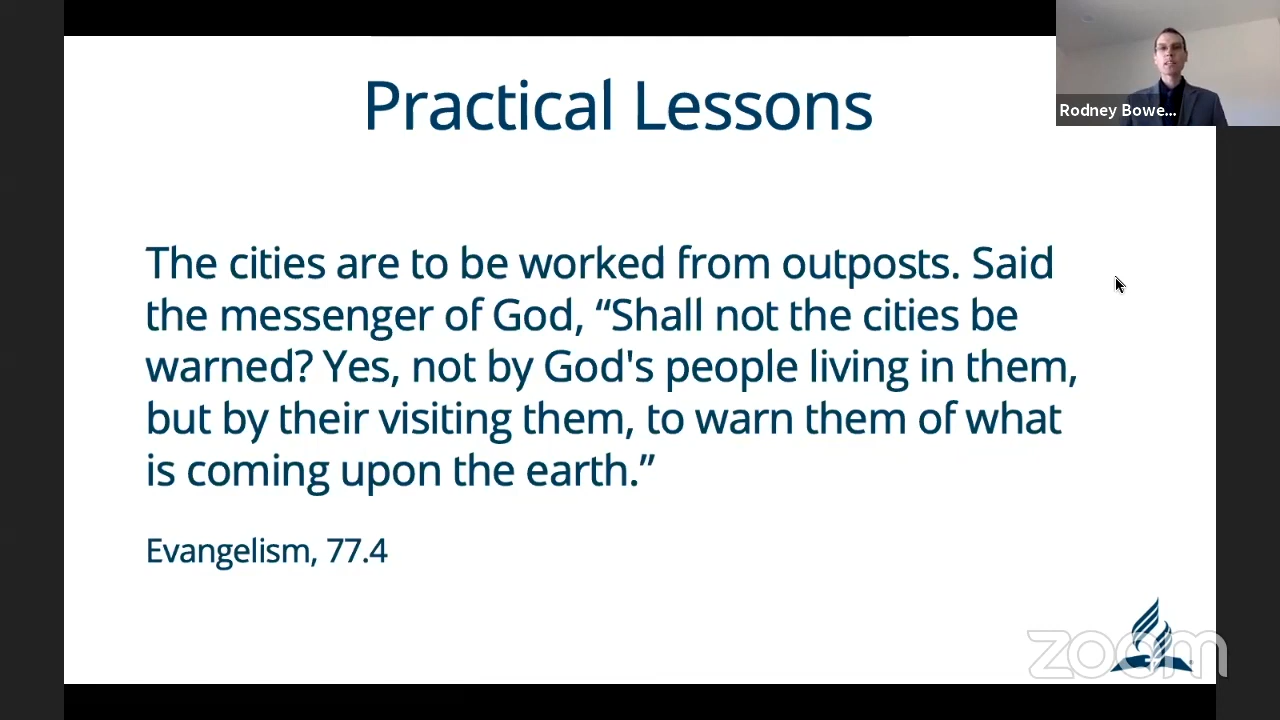 Practical Lessons
Rodney Bowe...
The cities are to be worked from outposts. Said
the messenger of God, “Shall not the cities be
warned? Yes, not by God's people living in them,
but by their visiting them, to warn them of what
is coming upon the earth.”
Evangelism, 77.4
zoom